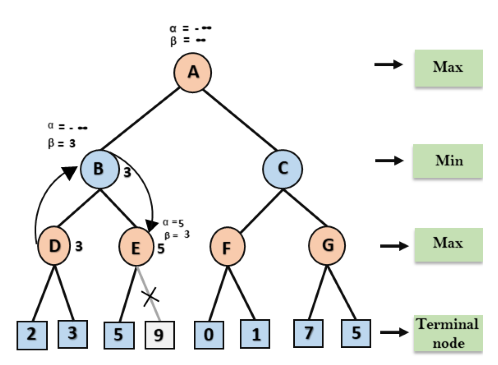 α = - ∞
β = ∞
A
Max
α = - ∞
β = 3
B
3
C
Min
D
3
E
5
α =5
β = 3
F
G
Max
2
3
5
9
0
1
7
5
Terminal
node